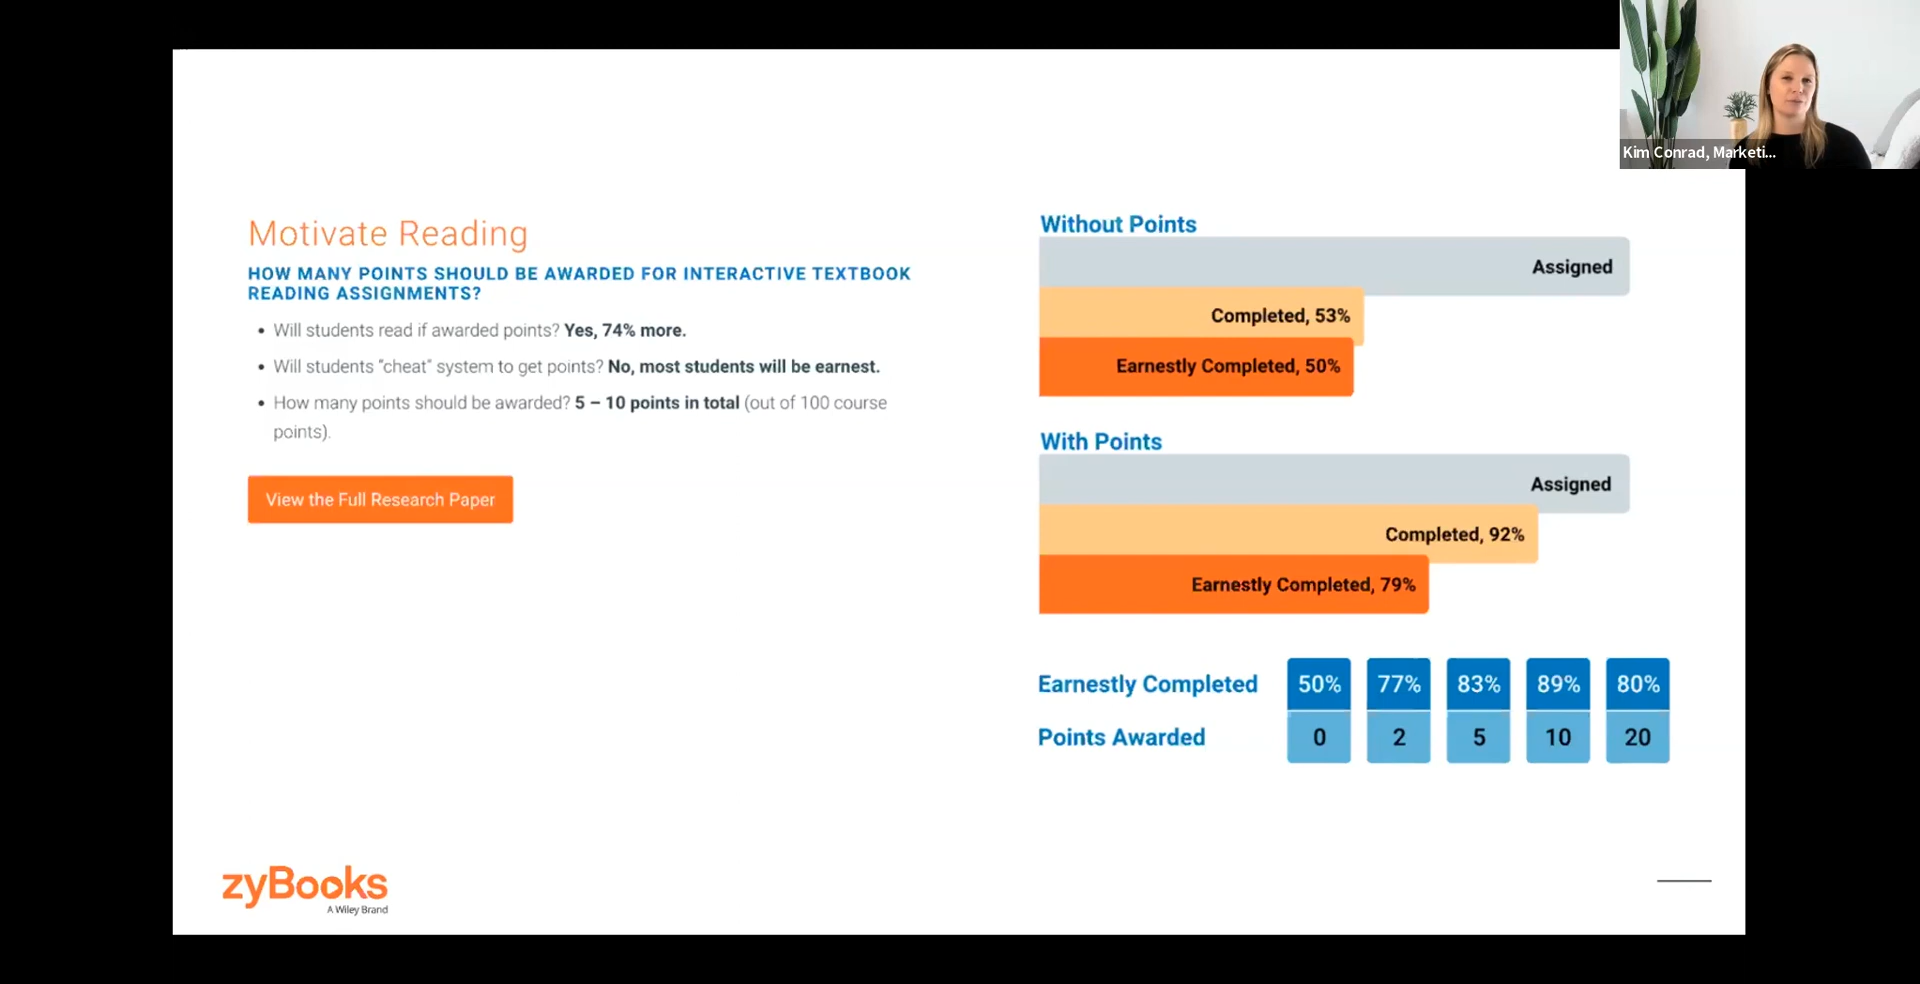 Kim Conrad, Marketi...
Motivate Reading
HOW MANY POINTS SHOULD BE AWARDED FOR INTERACTIVE TEXTBOOK
READING ASSIGNMENTS?
• Will students read if awarded points? Yes, 74% more.
• Will students "cheat" system to get points? No, most students will be earnest.
• How many points should be awarded? 5 – 10 points in total (out of 100 course
points).
View the Full Research Paper
Without Points
Assigned
Completed, 53%
Earnestly Completed, 50%
With Points
Assigned
Completed, 92%
Earnestly Completed, 79%
Earnestly Completed 50% 77% 83% 89% 80%
Points Awarded 0 2 5 10 20
zyBooks
A Wiley Brand